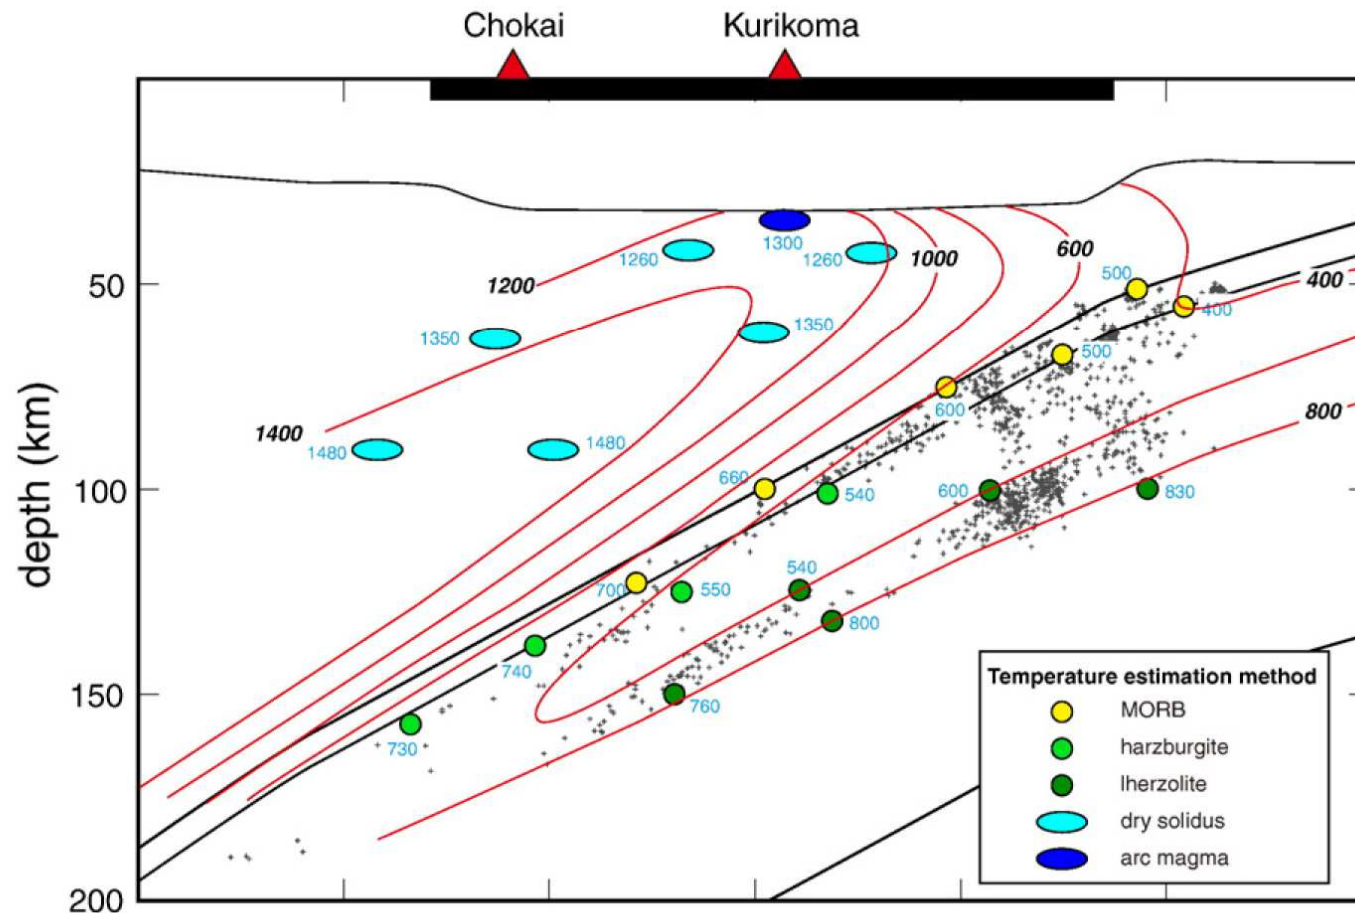 Chokai Kurikoma
1300
1260 1260 1000 600
1200 500
50 400
400
1350 1350
500
600
800
1400 1480 1480
660
100 540 600 830
540
700 550
800
740
150
760
730
200
depth (km)
Temperature estimation method
MORB
harzburgite
lherzolite
dry solidus
arc magma